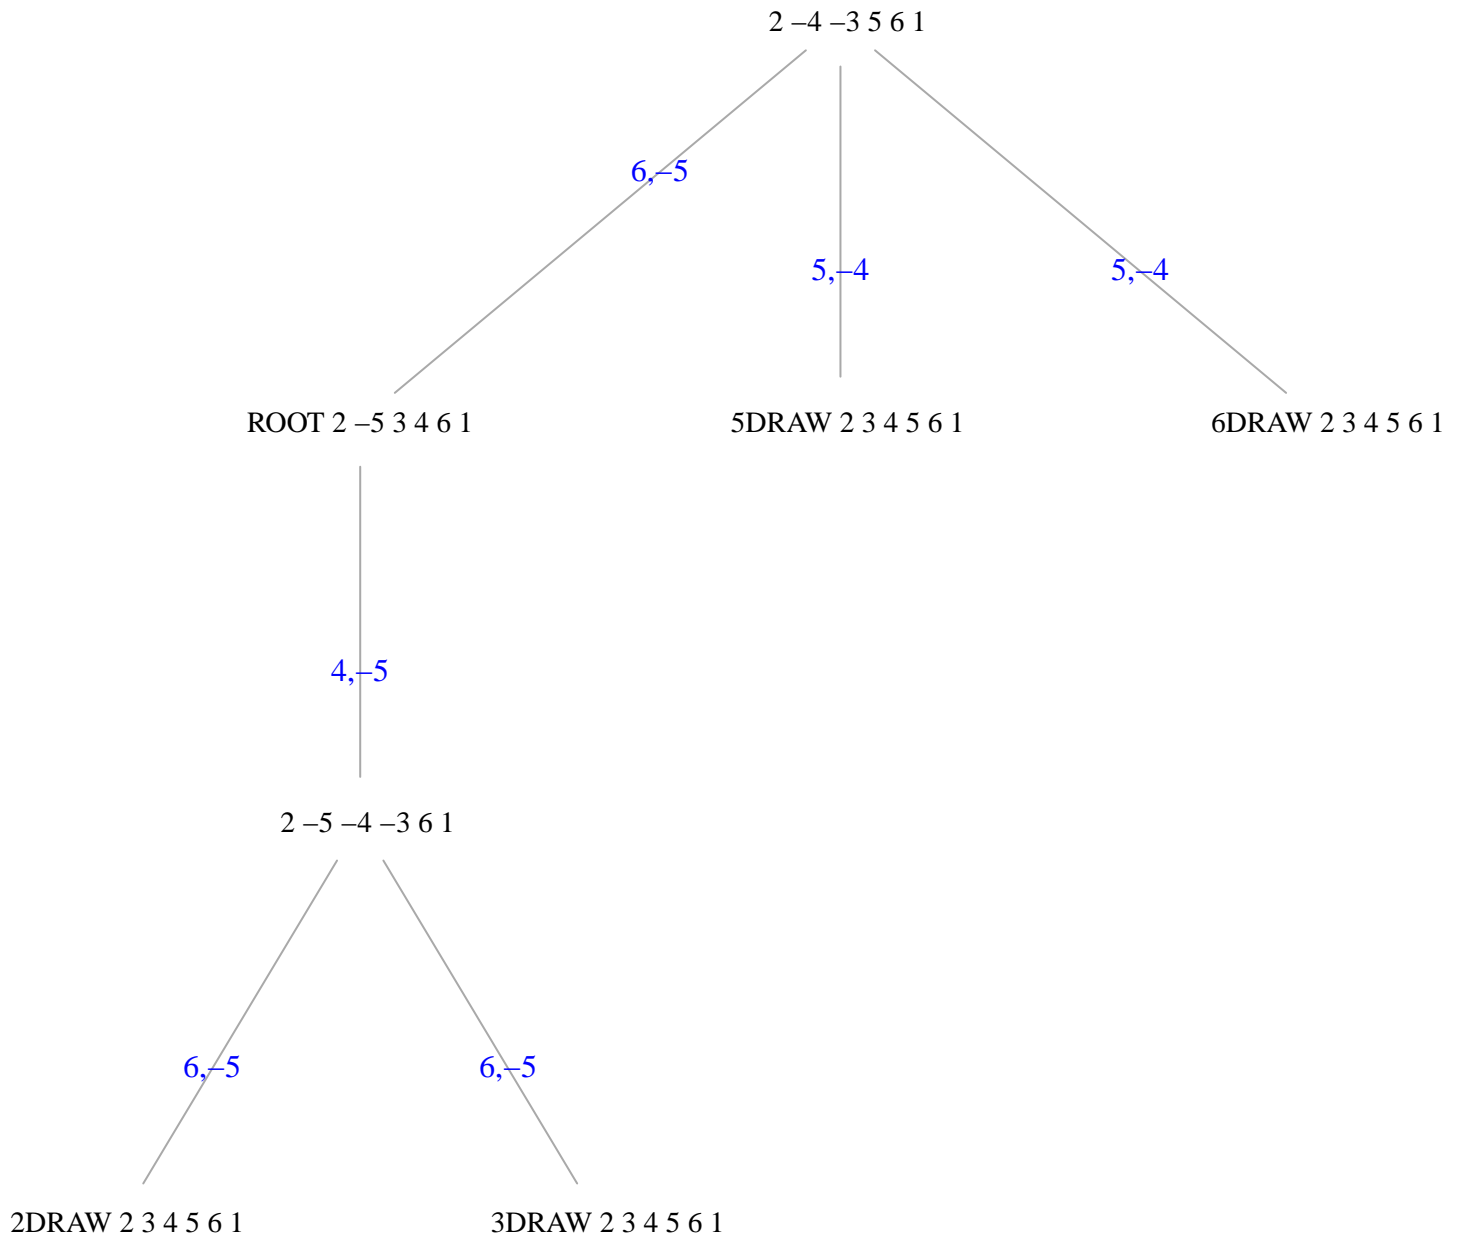 2 –4 –3 5 6 1
6,–5
5,–4
5,–4
ROOT 2 –5 3 4 6 1
5DRAW 2 3 4 5 6 1
6DRAW 2 3 4 5 6 1
4,–5
2 –5 –4 –3 6 1
6,–5
6,–5
2DRAW 2 3 4 5 6 1
3DRAW 2 3 4 5 6 1